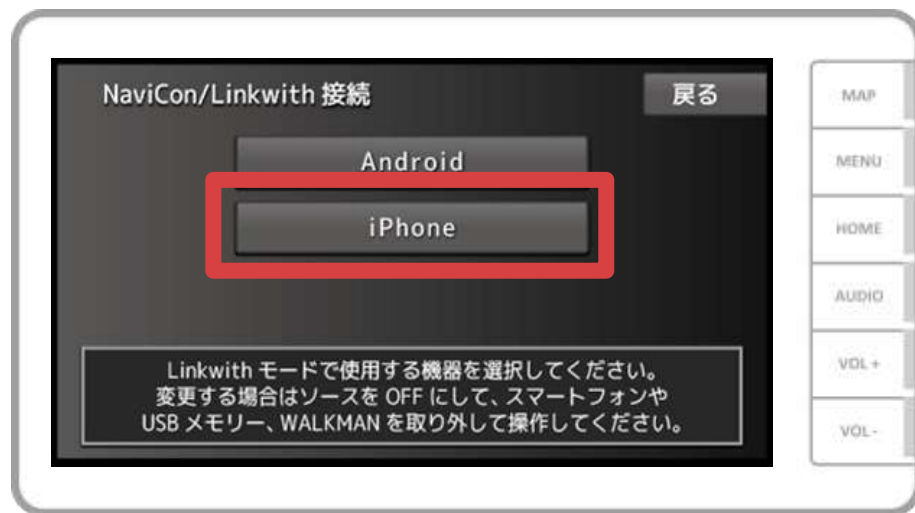 NaviCon/Linkwith 接続
戻る
Android
iPhone
Linkwith モードで使用する機器を選択してください。
変更する場合はソースを OFF にして、スマートフォンや
USB メモリー、WALKMAN を取り外して操作してください。
MAP
MENU
HOME
AUDIO
VOL+
VOL-